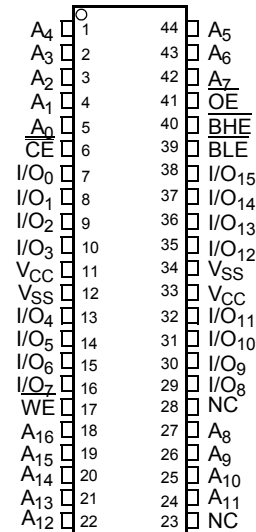 A4 1 44 A5
A3 2 43 A6
A2 3 42 A7
A1 4 41 OE
A0 5 40 BHE
CE 6 39 BLE
I/O0 7 38 I/O15
I/O1 8 37 I/O14
I/O2 9 36 I/O13
I/O3 10 35 I/O12
VCC 11 34 VSS
VSS 12 33 VCC
I/O4 13 32 I/O11
I/O5 14 31 I/O10
I/O6 15 30 I/O9
I/O7 16 29 I/O8
WE 17 28 NC
A16 18 27 A8
A15 19 26 A9
A14 20 25 A10
A13 21 24 A11
A12 22 23 NC